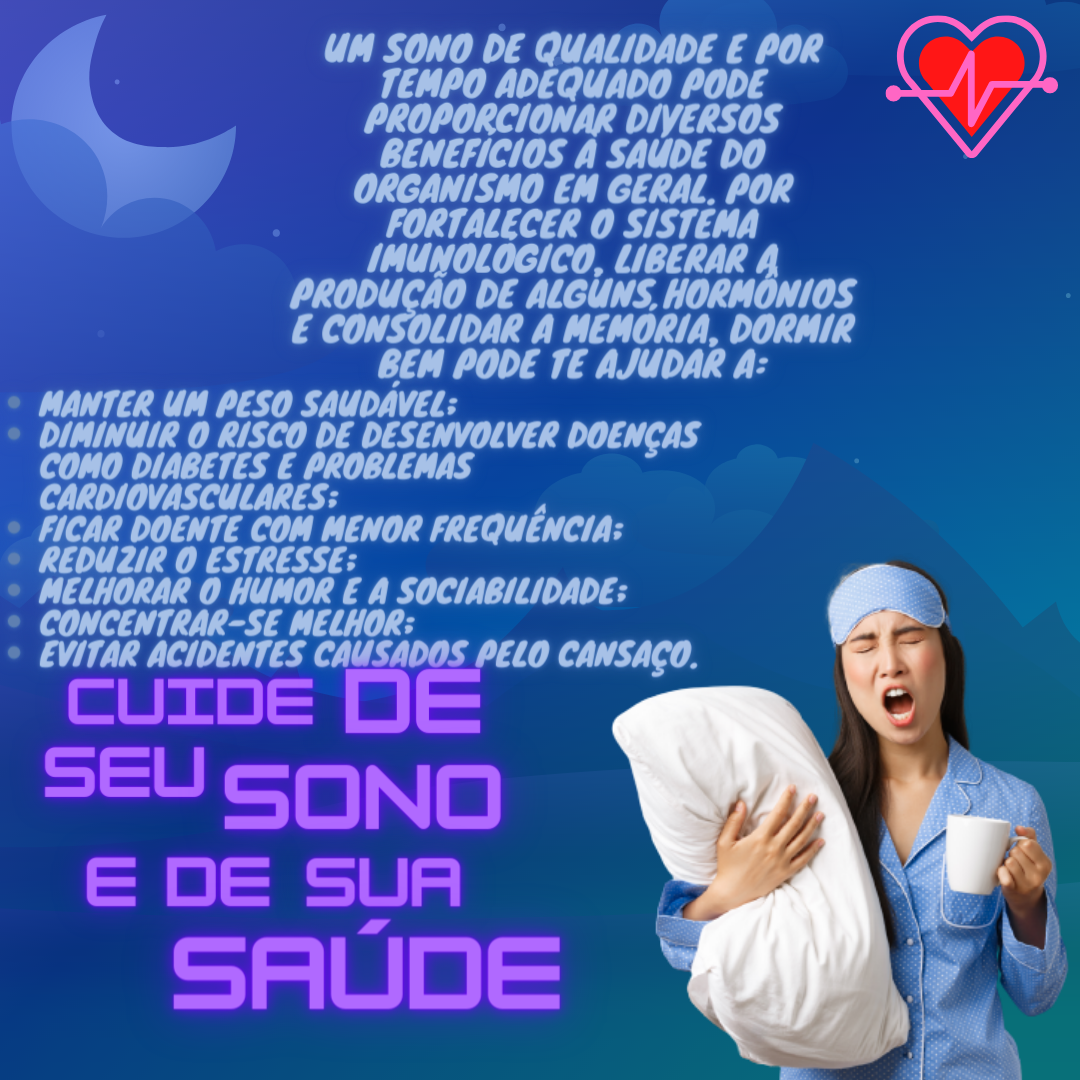 UM SONO DE QUALIDADE E POR
TEMPO ADEQUADO PODE
PROPORCIONAR DIVERSOS
BENEFÍCIOS À SAÚDE DO
ORGANISMO EM GERAL. POR
FORTALECER O SISTEMA
IMUNOLÓGICO, LIBERAR A
PRODUÇÃO DE ALGUNS HORMÔNIOS
E CONSOLIDAR A MEMÓRIA, DORMIR
BEM PODE TE AJUDAR A:
• MANTER UM PESO SAUDÁVEL;
• DIMINUIR O RISCO DE DESENVOLVER DOENÇAS
COMO DIABETES E PROBLEMAS
CARDIOVASCULARES;
• FICAR DOENTE COM MENOR FREQUÊNCIA;
• REDUZIR O ESTRESSE;
• MELHORAR O HUMOR E A SOCIABILIDADE;
• CONCENTRAR-SE MELHOR;
• EVITAR ACIDENTES CAUSADOS PELO CANSAÇO.
CUIDE DE
SEU SONO
E DE SUA
SAÚDE